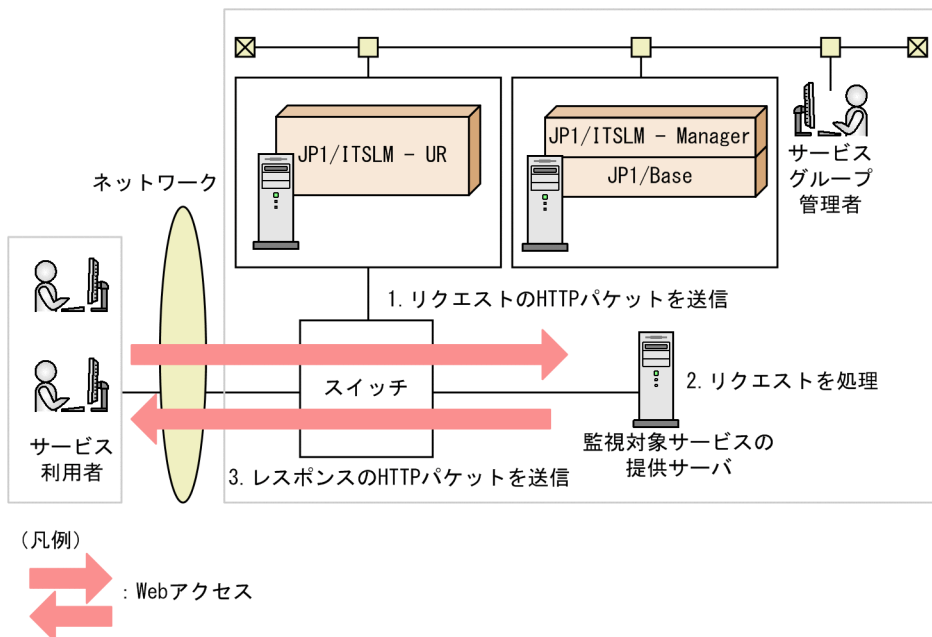 JP1/ITSLM - UR
JP1/ITSLM - Manager
JP1/Base
サービス
グループ
管理者
ネットワーク
1.リクエストのHTTPパケットを送信
スイッチ
2.リクエストを処理
サービス
利用者
監視対象サービスの
提供サーバ
3.レスポンスのHTTPパケットを送信
（凡例）
：Webアクセス